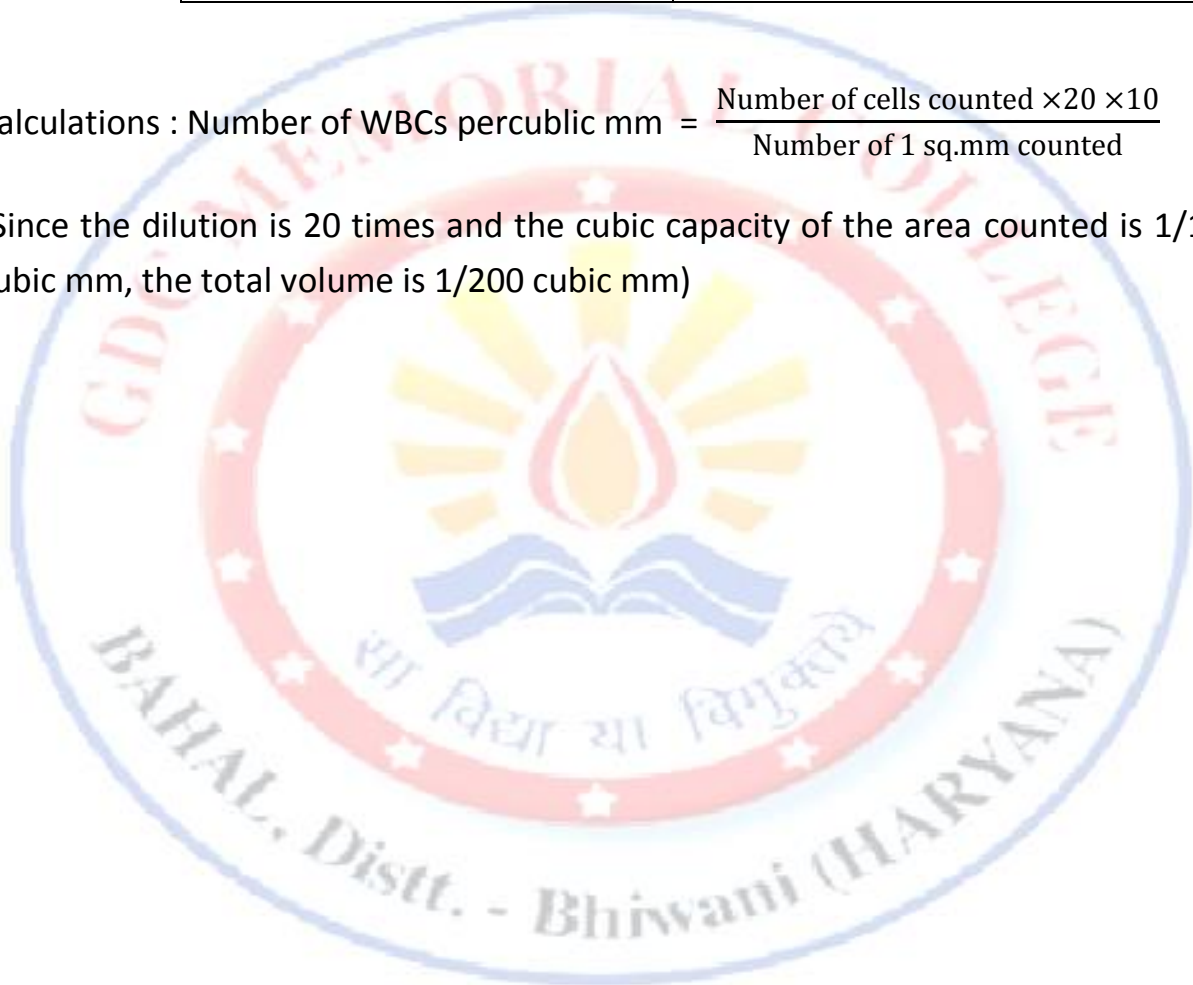 alculations : Number of WBCs percublic mm = Number of cells counted ×20 ×10
Number of 1 sq.mm counted
Since the dilution is 20 times and the cubic capacity of the area counted is 1/1
ubic mm, the total volume is 1/200 cubic mm)
GDC MEMORIAL COLLEGE
सा विद्या या विमुक्तये
BAHAL, Distt. - Bhiwani (HARYANA)